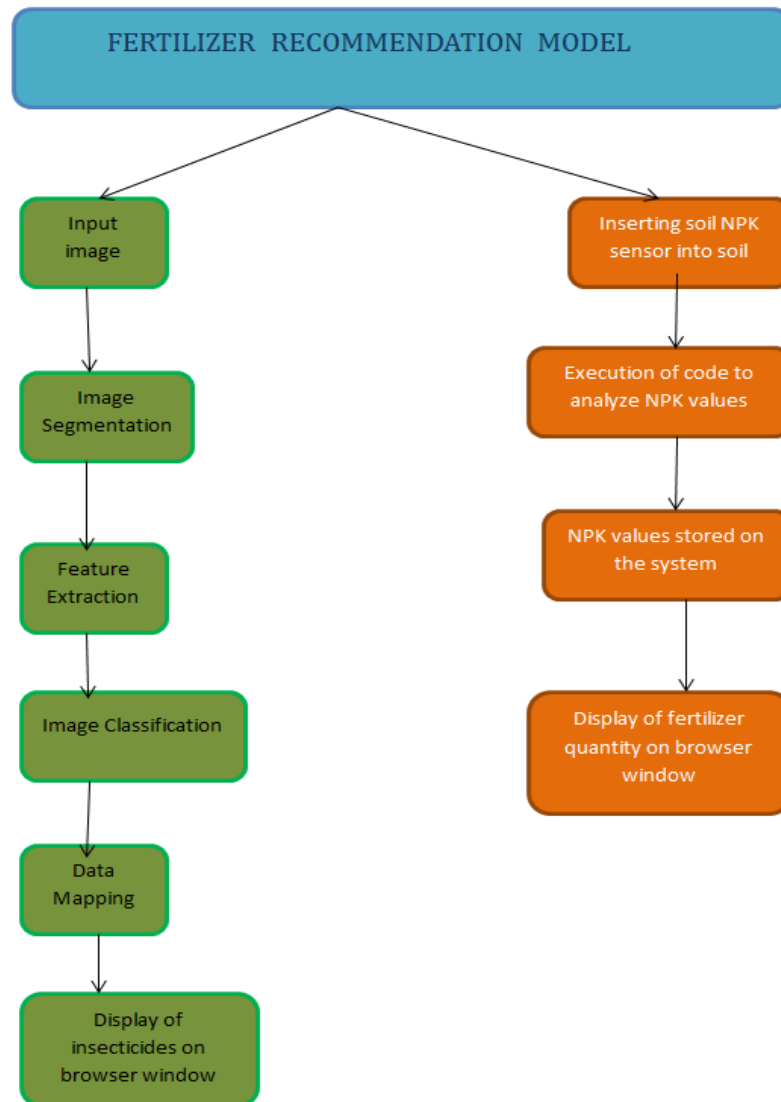 FERTILIZER RECOMMENDATION MODEL
Input
image
Image
Segmentation
Feature
Extraction
Image Classification
Data
Mapping
Display of
insecticides on
browser window
Inserting soil NPK
sensor into soil
Execution of code to
analyze NPK values
NPK values stored on
the system
Display of fertilizer
quantity on browser
window